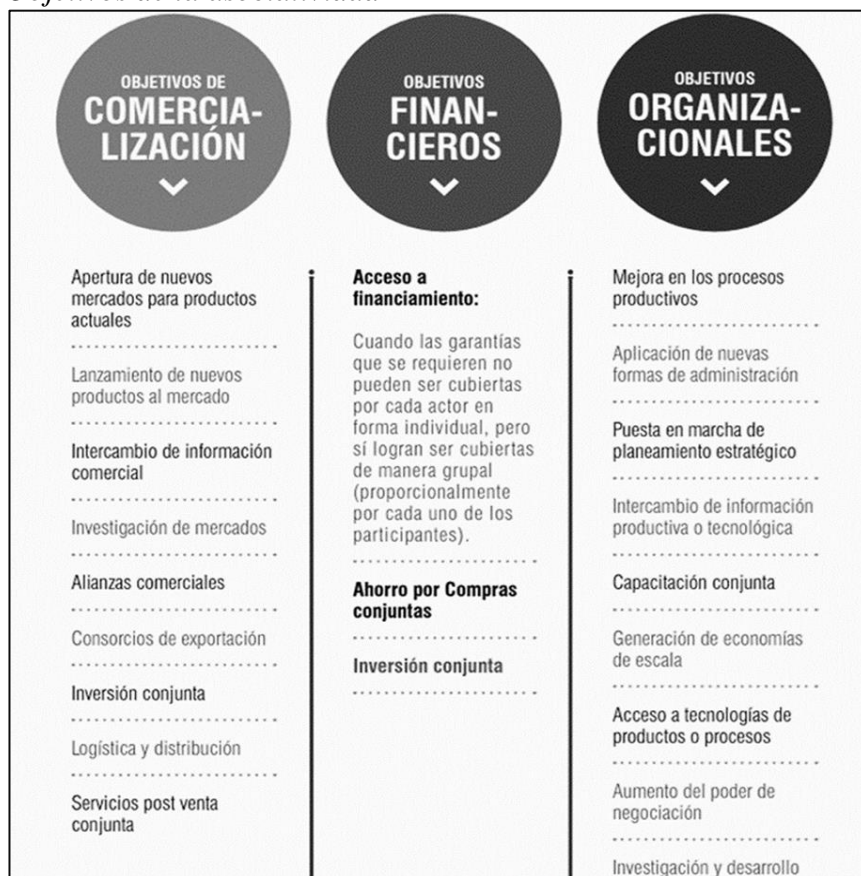 OBJETIVOS DE
COMERCIA-
LIZACIÓN
Apertura de nuevos
mercados para productos
actuales
Lanzamiento de nuevos
productos al mercado
Intercambio de información
comercial
Investigación de mercados
Alianzas comerciales
Consorcios de exportación
Inversión conjunta
Logística y distribución
Servicios post venta
conjunta
OBJETIVOS
FINAN-
CIEROS
Acceso a
financiamiento:
Cuando las garantías
que se requieren no
pueden ser cubiertas
por cada actor en
forma individual, pero
sí logran ser cubiertas
de manera grupal
(proporcionalmente
por cada uno de los
participantes).
Ahorro por Compras
conjuntas
Inversión conjunta
OBJETIVOS
ORGANIZA-
CIONALES
Mejora en los procesos
productivos
Aplicación de nuevas
formas de administración
Puesta en marcha de
planeamiento estratégico
Intercambio de información
productiva o tecnológica
Capacitación conjunta
Generación de economías
de escala
Acceso a tecnologías de
productos o procesos
Aumento del poder de
negociación
Investigación y desarrollo